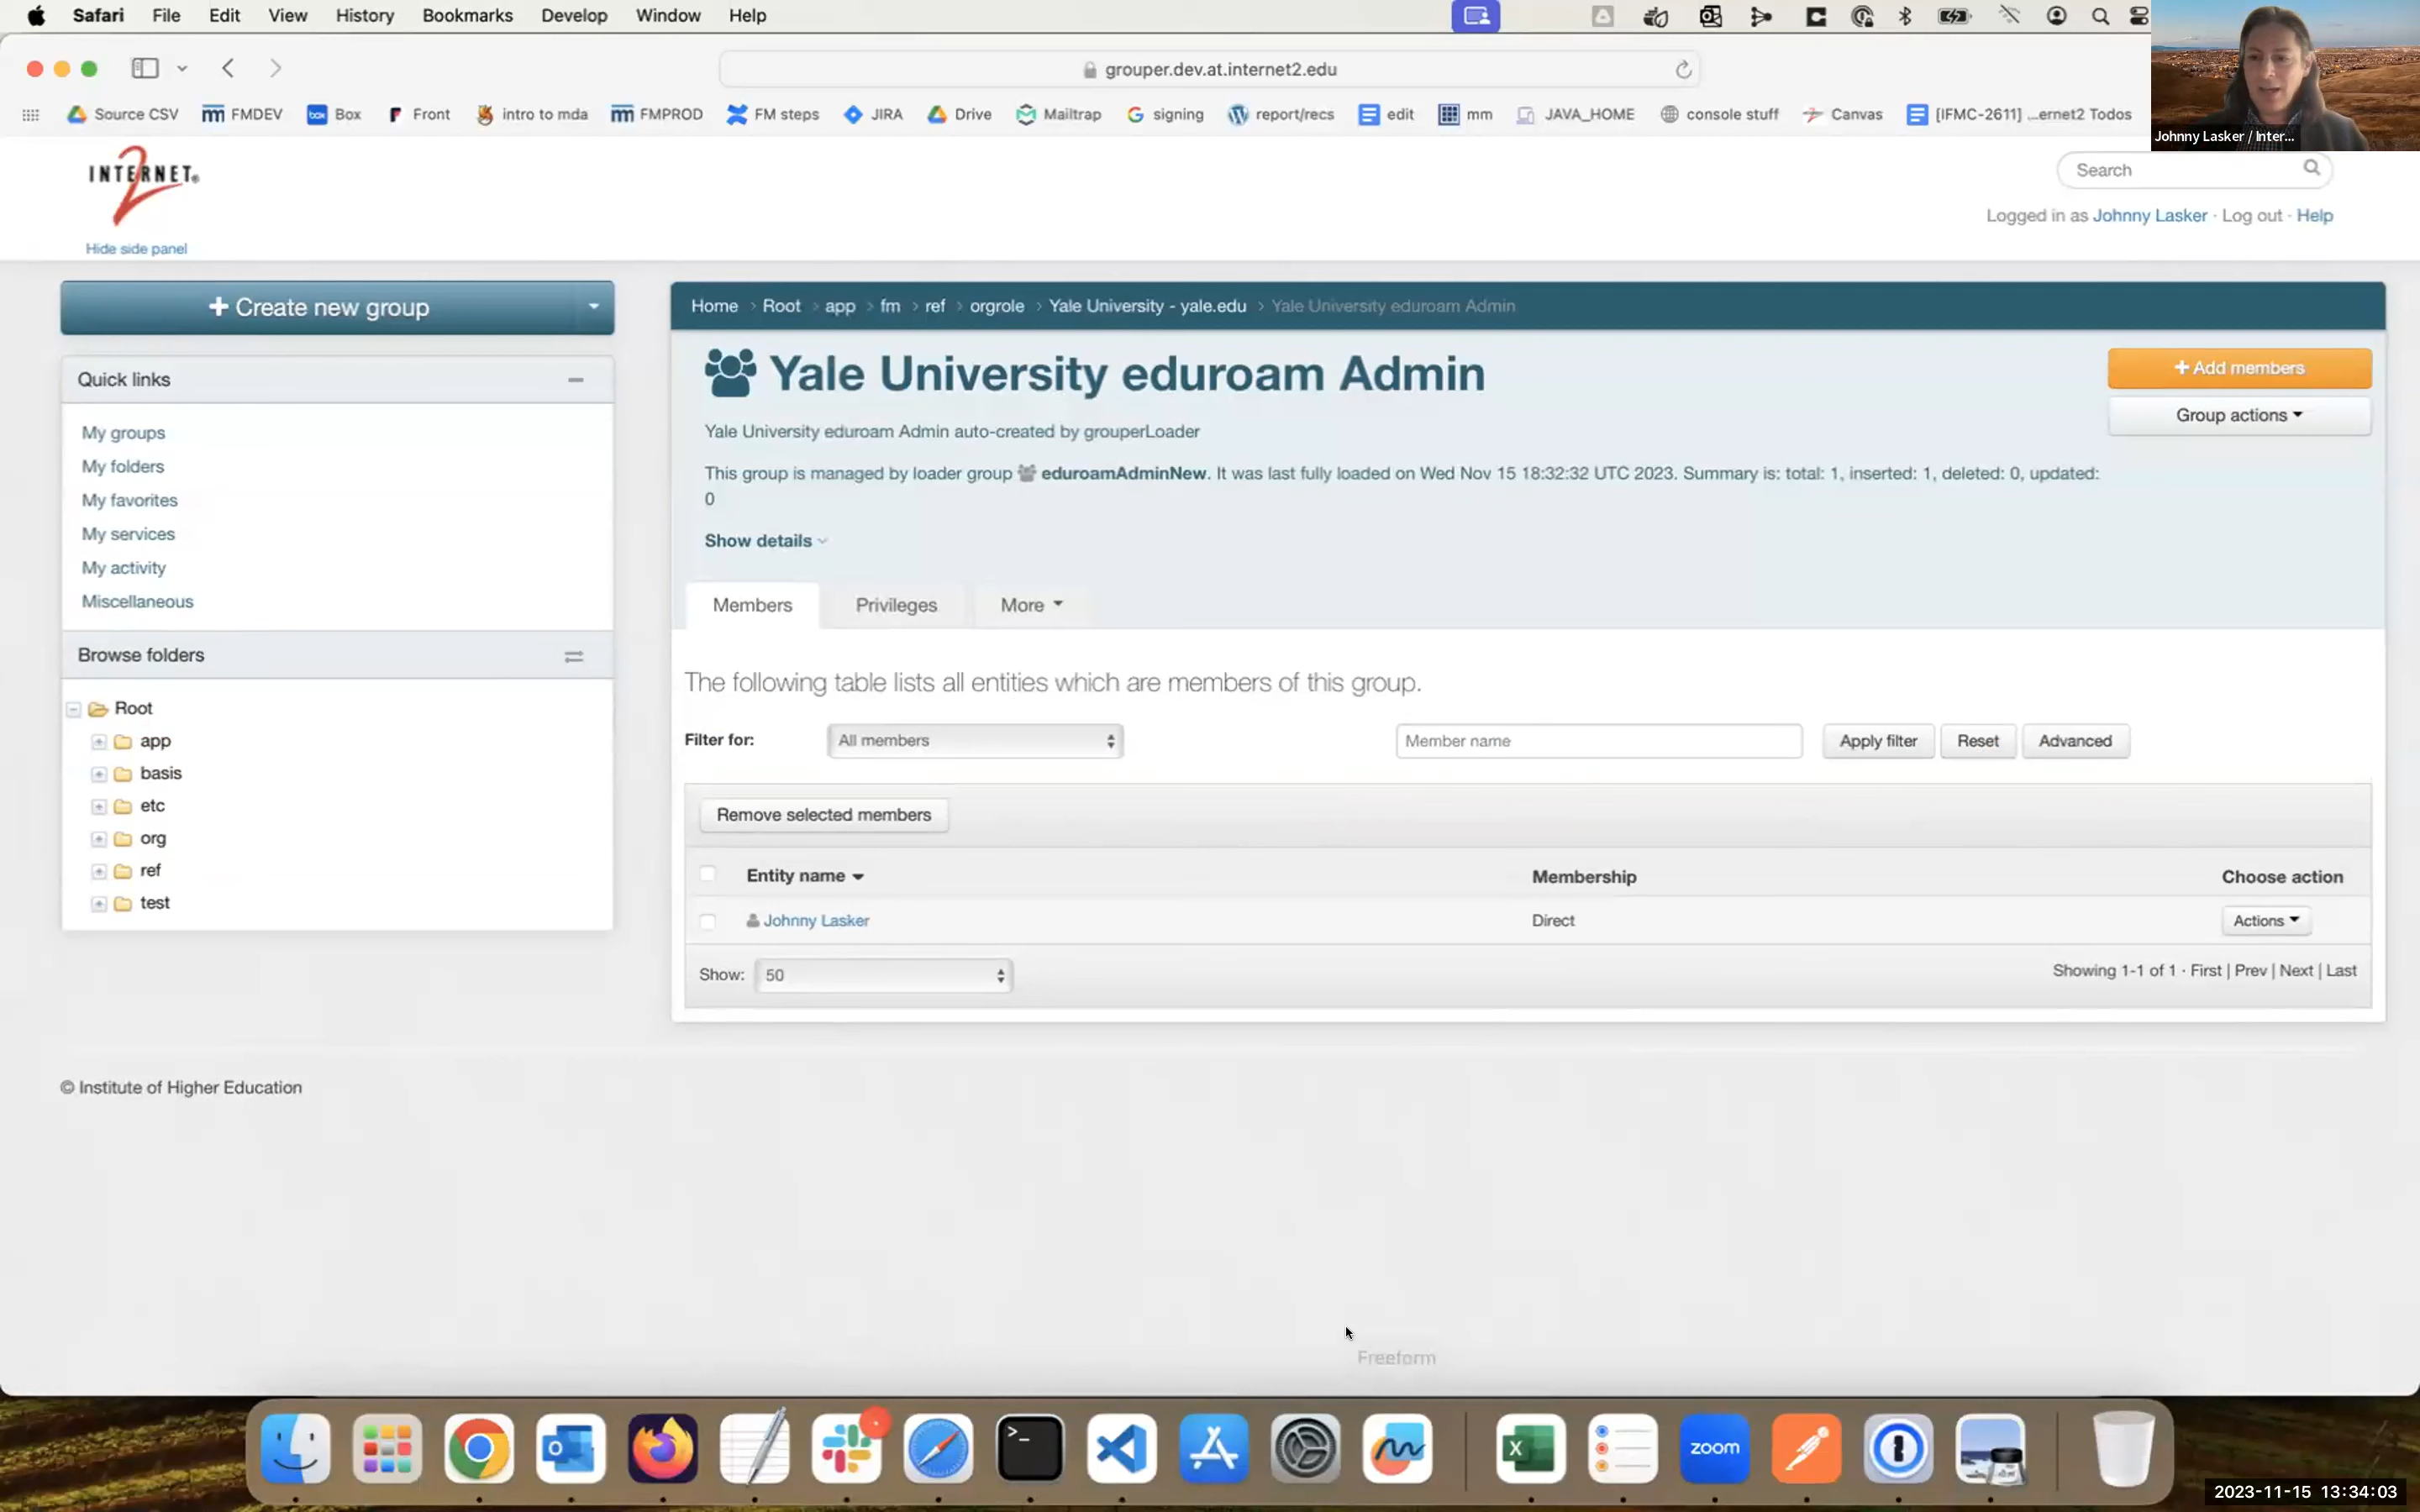 Safari File Edit View History Bookmarks Develop Window Help
grouper.dev.at.internet2.edu
Source CSV FMDEV Box Front intro to mda FMPROD FM steps JIRA Drive Mailtrap signing report/recs edit mm JAVA_HOME console stuff Canvas [IFMC-2611] ...ernet2 Todos
Johnny Lasker / Inter...
INTERNET® 2
Search
Logged in as Johnny Lasker · Log out · Help
Hide side panel
+ Create new group
Home > Root > app > fm > ref > orgrole > Yale University - yale.edu > Yale University eduroam Admin
Yale University eduroam Admin
+ Add members
Group actions
Yale University eduroam Admin auto-created by grouperLoader
This group is managed by loader group eduroamAdminNew. It was last fully loaded on Wed Nov 15 18:32:32 UTC 2023. Summary is: total: 1, inserted: 1, deleted: 0, updated:
0
Show details
Quick links
My groups
My folders
My favorites
My services
My activity
Miscellaneous
Browse folders
Root
app
basis
etc
org
ref
test
Members Privileges More
The following table lists all entities which are members of this group.
Filter for: All members Member name Apply filter Reset Advanced
Remove selected members
Entity name Membership Choose action
Johnny Lasker Direct Actions
Show: 50 Showing 1-1 of 1 · First | Prev | Next | Last
© Institute of Higher Education
Freeform
zoom
2023-11-15 13:34:03